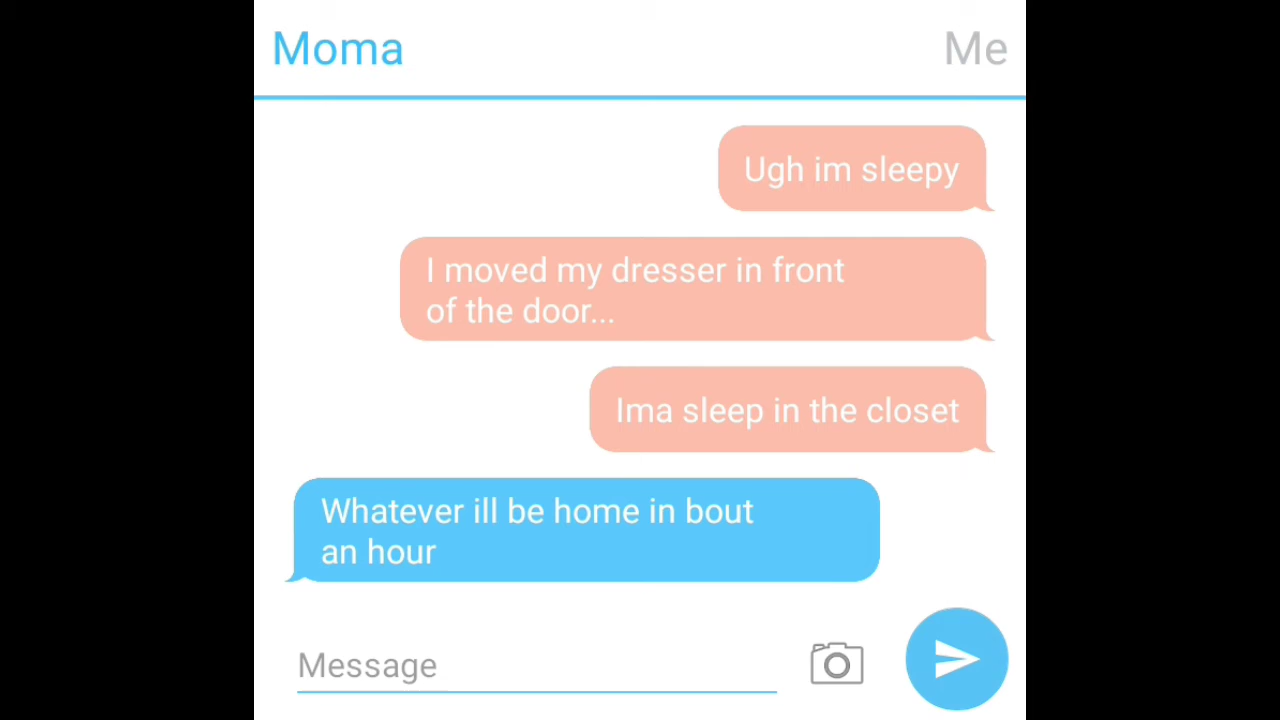 Moma
Me
Ugh im sleepy
I moved my dresser in front
of the door...
Ima sleep in the closet
Whatever ill be home in bout
an hour
Message